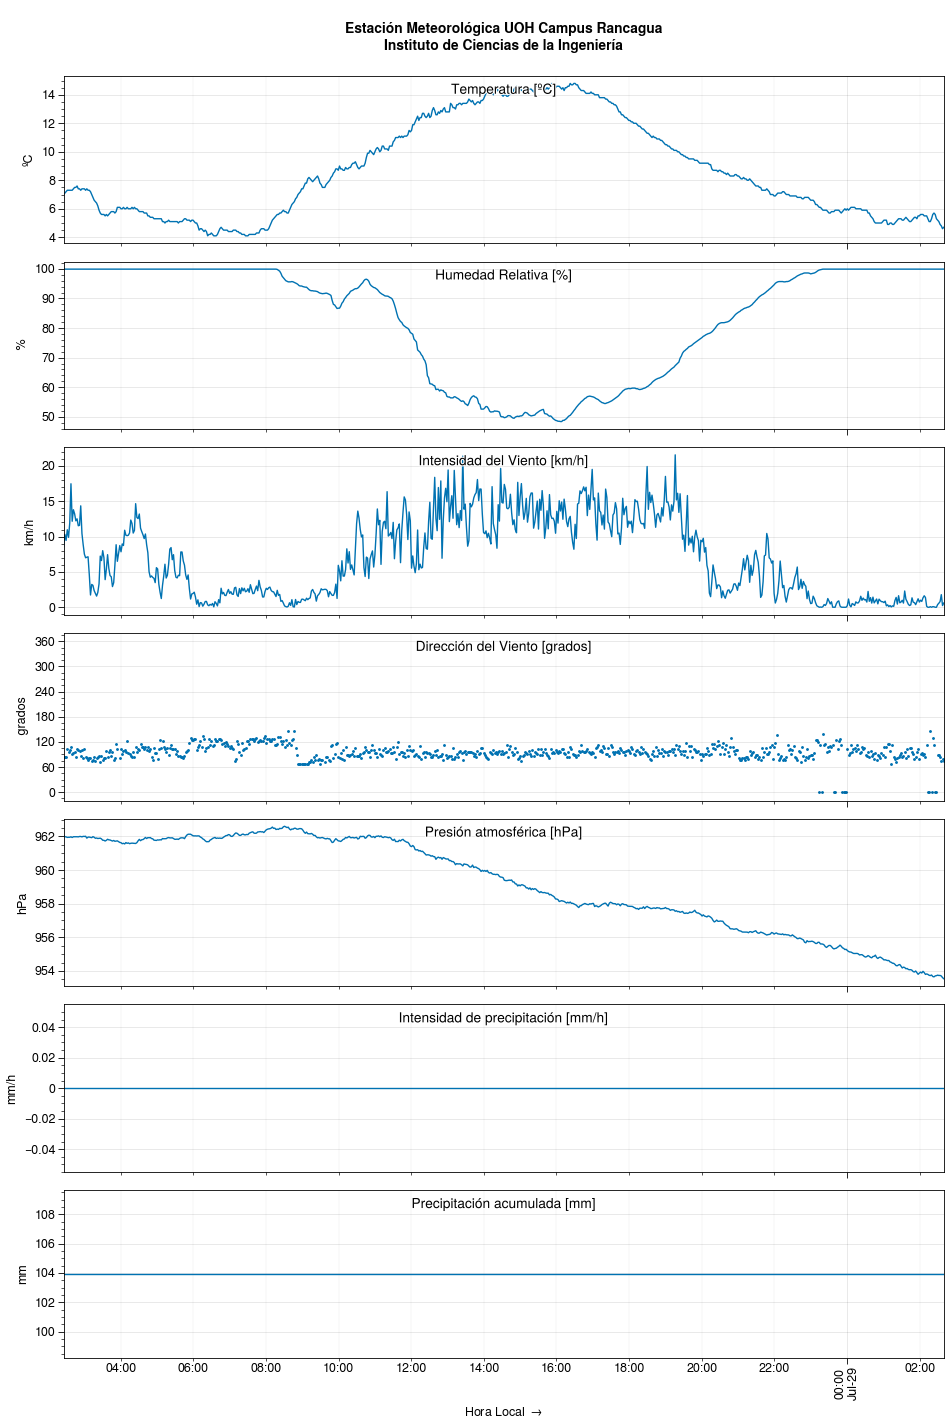 Estación Meteorológica UOH Campus Rancagua
Instituto de Ciencias de la Ingeniería
Temperatura [ºC]
14
12
10
8
6
4
ºC
Humedad Relativa [%]
100
90
80
70
60
50
%
Intensidad del Viento [km/h]
20
15
10
5
0
km/h
Dirección del Viento [grados]
360
300
240
180
120
60
0
grados
Presión atmosférica [hPa]
962
960
958
956
954
hPa
Intensidad de precipitación [mm/h]
0.04
0.02
0
−0.02
−0.04
mm/h
Precipitación acumulada [mm]
108
106
104
102
100
mm
04:00 06:00 08:00 10:00 12:00 14:00 16:00 18:00 20:00 22:00 00:00 02:00
Jul-29
Hora Local →